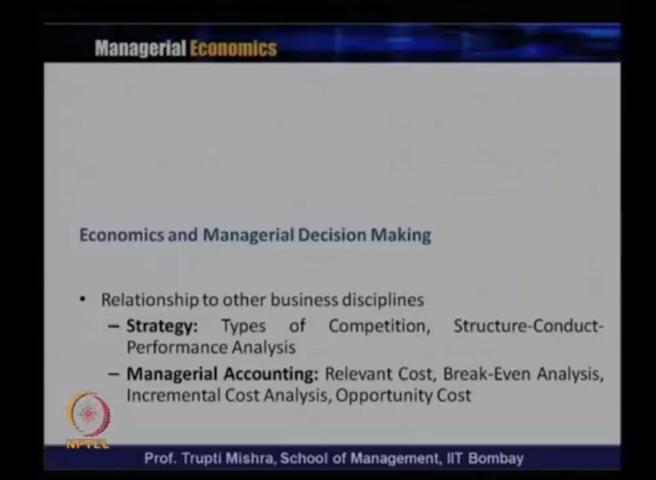 Managerial Economics
Economics and Managerial Decision Making
• Relationship to other business disciplines
– Strategy: Types of Competition, Structure-Conduct-
Performance Analysis
– Managerial Accounting: Relevant Cost, Break-Even Analysis,
Incremental Cost Analysis, Opportunity Cost
NPTEL
Prof. Trupti Mishra, School of Management, IIT Bombay